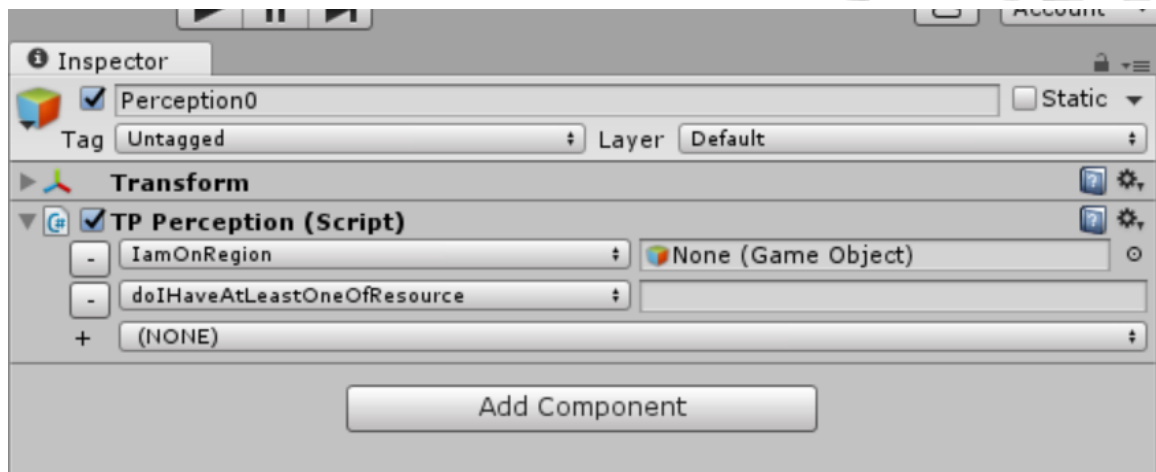 Account
Inspector
Perception0 Static
Tag Untagged Layer Default
Transform
TP Perception (Script)
- IamOnRegion None (Game Object)
- doIHaveAtLeastOneOfResource
+ (NONE)
Add Component